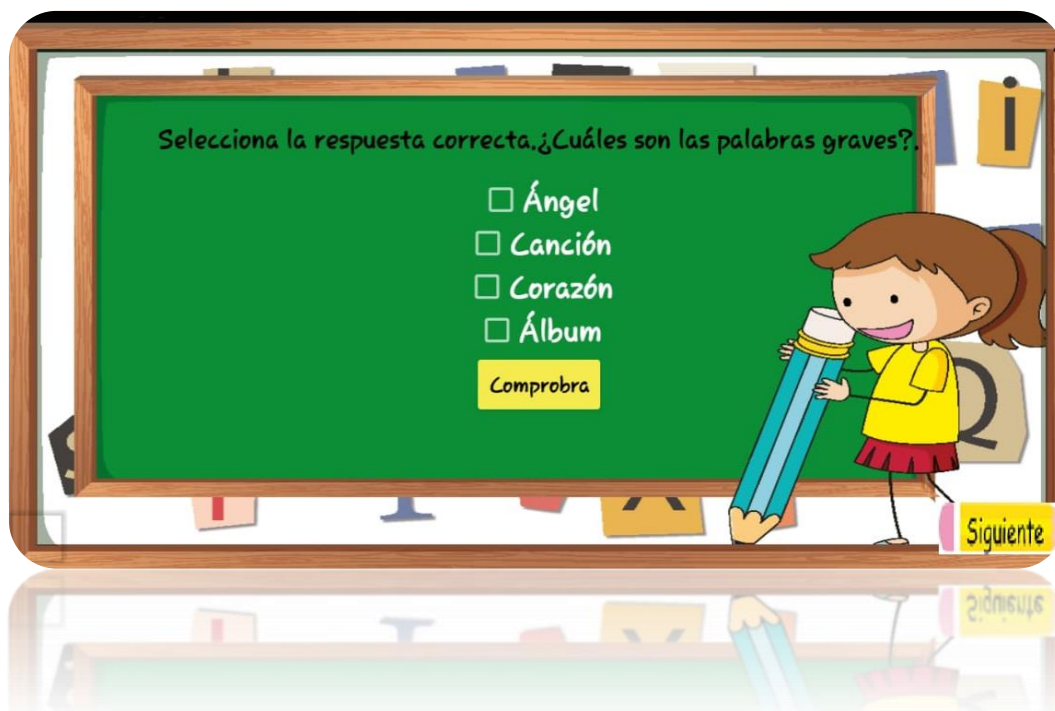 Selecciona la respuesta correcta.¿Cuáles son las palabras graves?.
Ángel
Canción
Corazón
Álbum
Comprobra
Siguiente